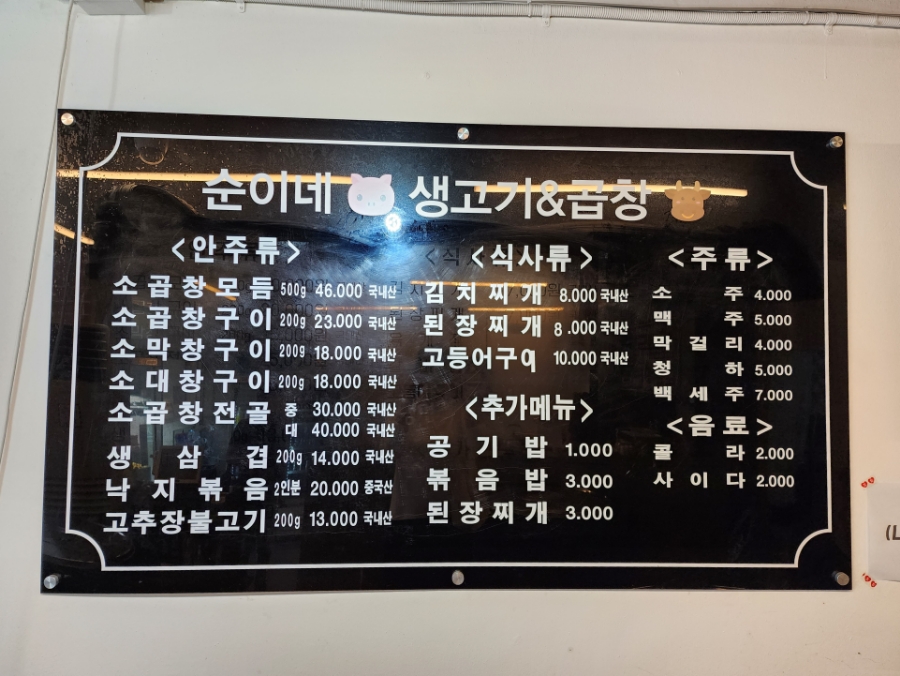 순이네 생고기&곱창
<안주류>
소곱창모듬 500g 46.000 국내산
소곱창구이 200g 23.000 국내산
소막창구이 200g 18.000 국내산
소대창구이 200g 18.000 국내산
소곱창전골 중 30.000 국내산
대 40.000 국내산
생삼겹 200g 14.000 국내산
낙지볶음 2인분 20.000 중국산
고추장불고기 200g 13.000 국내산
<식사류>
김치찌개 8.000 국내산
된장찌개 8.000 국내산
고등어구이 10.000 국내산
<추가메뉴>
공기밥 1.000
볶음밥 3.000
된장찌개 3.000
<주류>
소주 4.000
맥주 5.000
막걸리 4.000
청하 5.000
백세주 7.000
<음료>
콜라 2.000
사이다 2.000